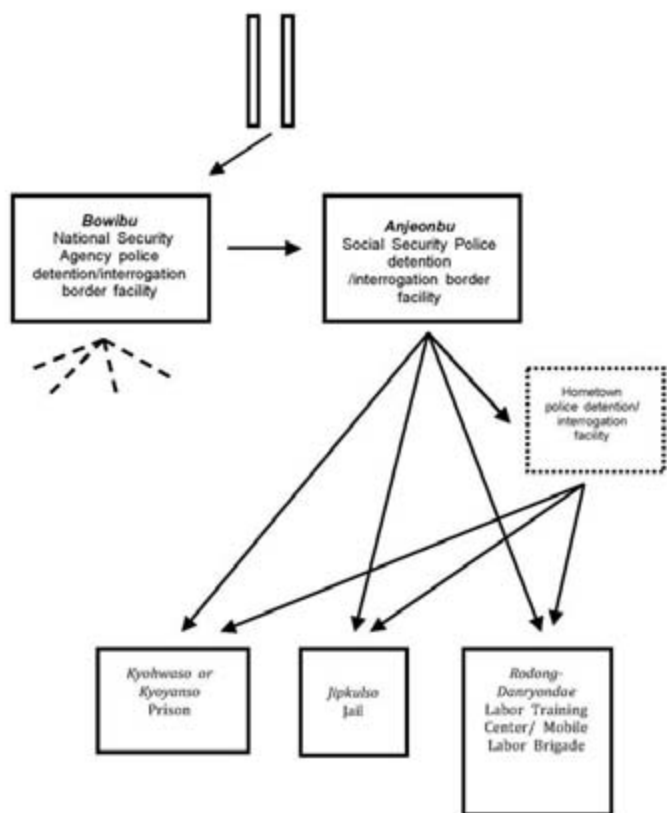 Bowibu
National Security
Agency police
detention/interrogation
border facility
Anjeonbu
Social Security Police
detention
/interrogation border
facility
Hometown
police detention/
interrogation
facility
Kyohwaso or
Kyoyanso
Prison
Jipkulso
Jail
Rodong-
Danryondae
Labor Training
Center/ Mobile
Labor Brigade